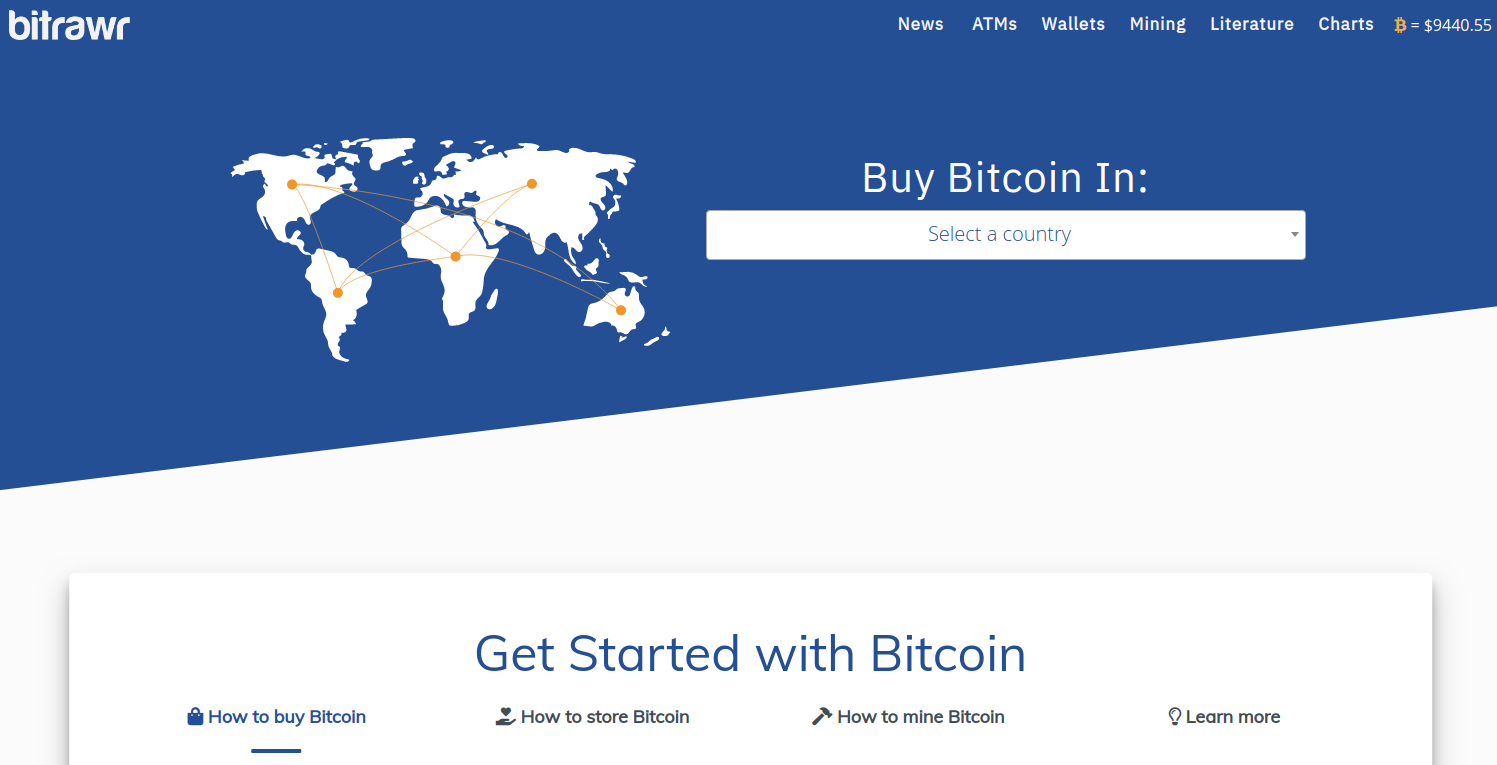 bitrawr
News ATMs Wallets Mining Literature Charts ₿ = $9440.55
Buy Bitcoin In:
Select a country
Get Started with Bitcoin
How to buy Bitcoin How to store Bitcoin How to mine Bitcoin Learn more